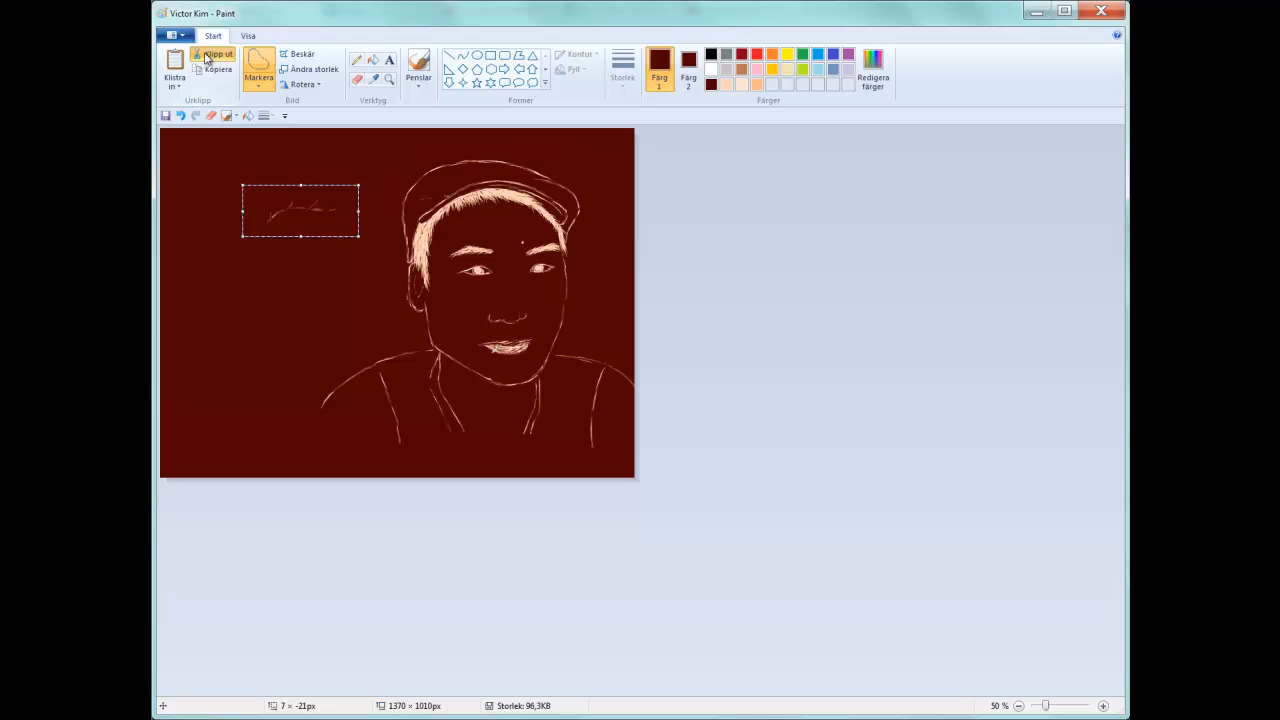 Victor Kim - Paint
Start
Visa
Klistra
in
Klipp ut
Kopiera
Urklipp
Markera
Beskär
Ändra storlek
Rotera
Bild
A
Verktyg
Penslar
Former
Kontur
Fyll
Storlek
Färg
1
Färg
2
Redigera
färger
Färger
7 × -21px
1370 × 1010px
Storlek: 96,3KB
50 %